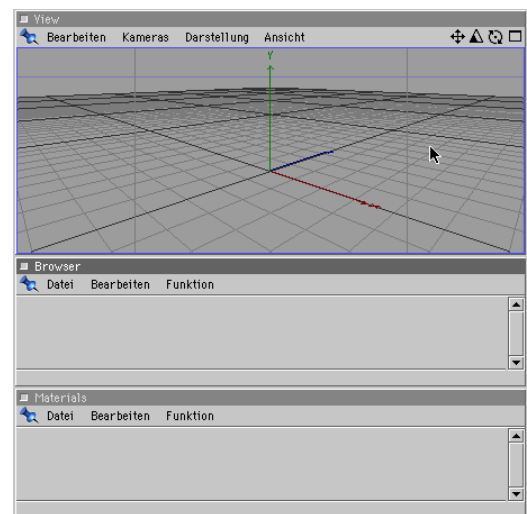 View
Bearbeiten Kameras Darstellung Ansicht
Y
Browser
Datei Bearbeiten Funktion
Materials
Datei Bearbeiten Funktion